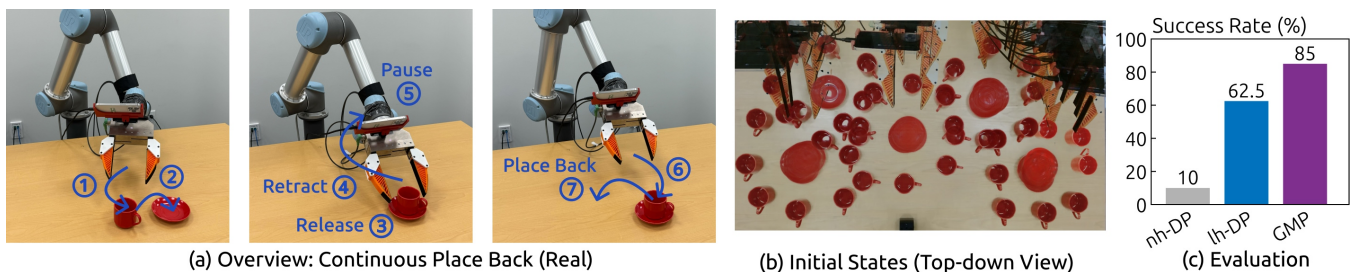 ① ②
Pause
⑤
Retract ④
Release ③
Place Back
⑦ ⑥
(a) Overview: Continuous Place Back (Real)
(b) Initial States (Top-down View)
Success Rate (%)
100
80
60
40
20
0
10
62.5
85
nh-DP
lh-DP
GMP
(c) Evaluation